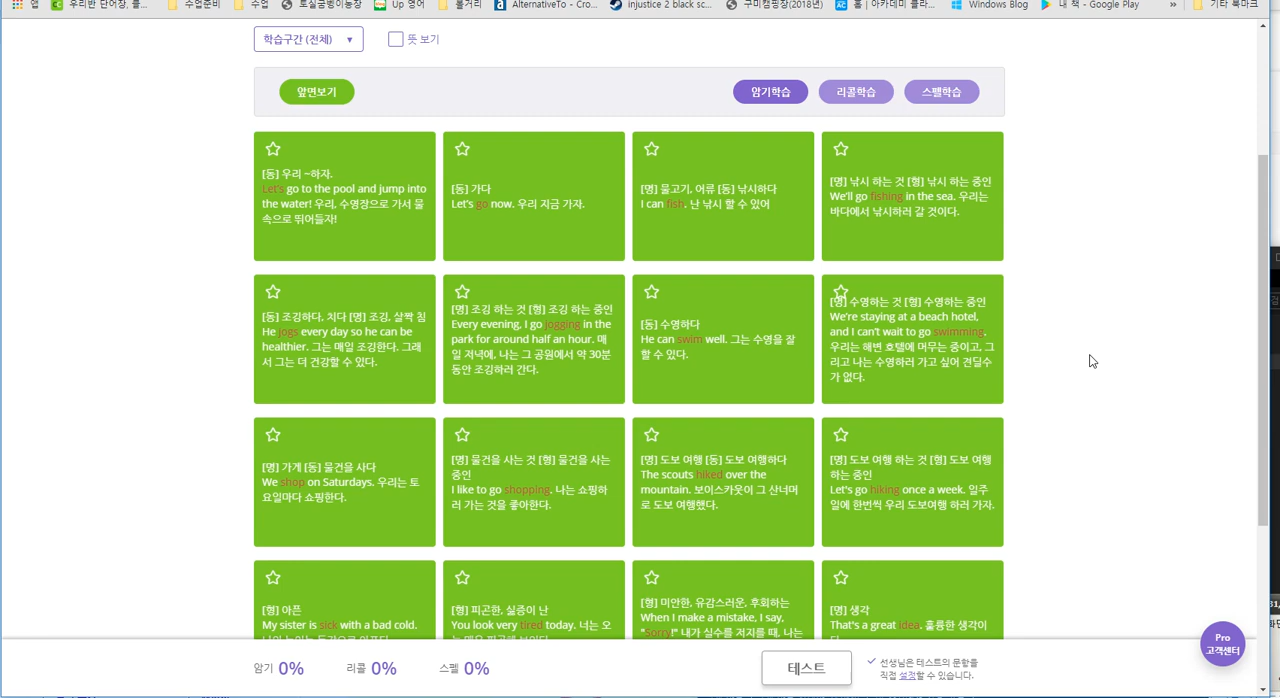 앱
우리반 단어장, 클...
수업준비
수업
토실금벙이농장
Up 영어
볼거리
AlternativeTo - Cro...
injustice 2 black sc...
구미캠핑장(2018년)
홈 | 아카데미 클라...
Windows Blog
내 책 - Google Play
»
기타 북마크
학습구간 (전체) ▼
뜻 보기
앞면보기
암기학습
리콜학습
스펠학습
[동] 우리 ~하자.
Let's go to the pool and jump into
the water! 우리, 수영장으로 가서 물
속으로 뛰어들자!
[동] 가다
Let's go now. 우리 지금 가자.
[명] 물고기, 어류 [동] 낚시하다
I can fish. 난 낚시 할 수 있어
[명] 낚시 하는 것 [형] 낚시 하는 중인
We'll go fishing in the sea. 우리는
바다에서 낚시하러 갈 것이다.
[동] 조깅하다, 치다 [명] 조깅, 살짝 침
He jogs every day so he can be
healthier. 그는 매일 조깅한다. 그래
서 그는 더 건강할 수 있다.
[명] 조깅 하는 것 [형] 조깅 하는 중인
Every evening, I go jogging in the
park for around half an hour. 매
일 저녁에, 나는 그 공원에서 약 30분
동안 조깅하러 간다.
[동] 수영하다
He can swim well. 그는 수영을 잘
할 수 있다.
[명] 수영하는 것 [형] 수영하는 중인
We're staying at a beach hotel,
and I can't wait to go swimming.
우리는 해변 호텔에 머무는 중이고, 그
리고 나는 수영하러 가고 싶어 견딜수
가 없다.
[명] 가게 [동] 물건을 사다
We shop on Saturdays. 우리는 토
요일마다 쇼핑한다.
[명] 물건을 사는 것 [형] 물건을 사는
중인
I like to go shopping. 나는 쇼핑하
러 가는 것을 좋아한다.
[명] 도보 여행 [동] 도보 여행하다
The scouts hiked over the
mountain. 보이스카웃이 그 산너머
로 도보 여행했다.
[명] 도보 여행 하는 것 [형] 도보 여행
하는 중인
Let's go hiking once a week. 일주
일에 한번씩 우리 도보여행 하러 가자.
[형] 아픈
My sister is sick with a bad cold.
[형] 피곤한, 싫증이 난
You look very tired today. 너는 오
[형] 미안한, 유감스러운, 후회하는
When I make a mistake, I say,
"Sorry!" 내가 실수를 저지를 때, 나는
[명] 생각
That's a great idea. 훌륭한 생각이
암기 0%
리콜 0%
스펠 0%
테스트
선생님은 테스트의 문항을
직접 설정할 수 있습니다.
Pro
고객센터